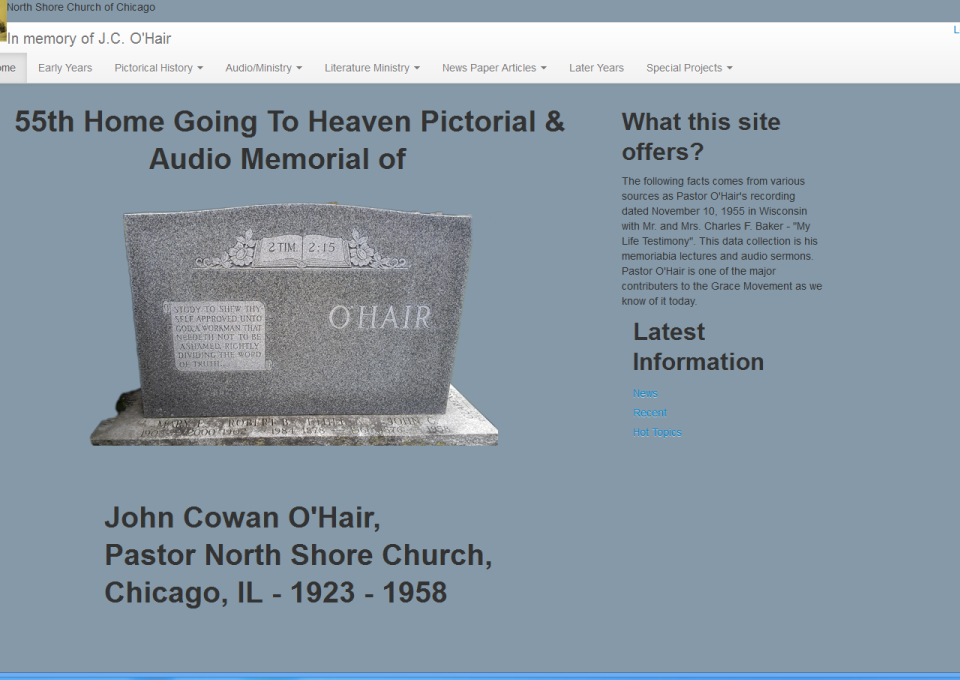 North Shore Church of Chicago
In memory of J.C. O'Hair
L
ome Early Years Pictorical History Audio/Ministry Literature Ministry News Paper Articles Later Years Special Projects
55th Home Going To Heaven Pictorial &
Audio Memorial of
2 TIM. 2:15
STUDY TO SHEW THY-
SELF APPROVED UNTO
GOD, A WORKMAN THAT
NEEDETH NOT TO BE
ASHAMED, RIGHTLY
DIVIDING THE WORD
OF TRUTH...
O'HAIR
ROBERT
JOHN C.
John Cowan O'Hair,
Pastor North Shore Church,
Chicago, IL - 1923 - 1958
What this site
offers?
The following facts comes from various
sources as Pastor O'Hair's recording
dated November 10, 1955 in Wisconsin
with Mr. and Mrs. Charles F. Baker - "My
Life Testimony". This data collection is his
memoriabia lectures and audio sermons.
Pastor O'Hair is one of the major
contributers to the Grace Movement as we
know of it today.
Latest
Information
News
Recent
Hot Topics